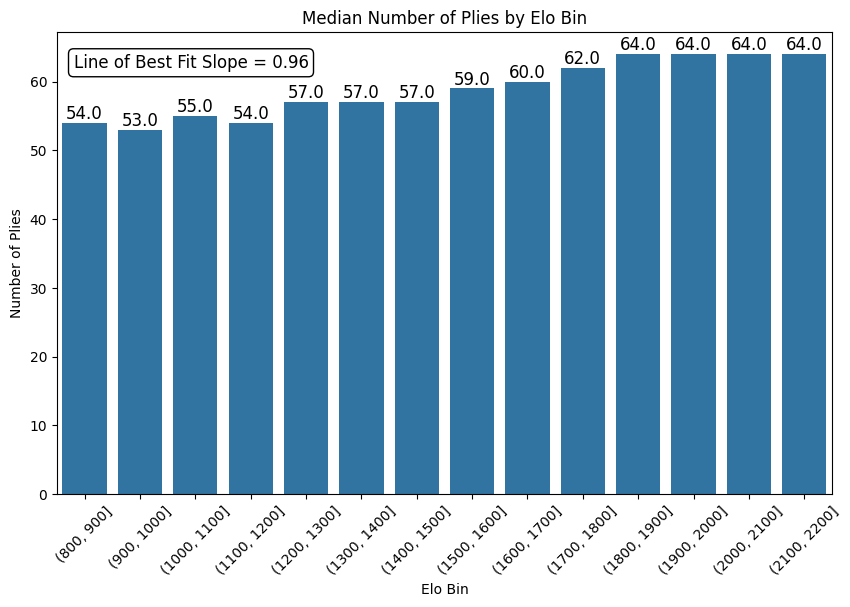 Median Number of Plies by Elo Bin
Line of Best Fit Slope = 0.96
54.0 53.0 55.0 54.0 57.0 57.0 57.0 59.0 60.0 62.0 64.0 64.0 64.0 64.0
Number of Plies
60
50
40
30
20
10
0
(800, 900] (900, 1000] (1000, 1100] (1100, 1200] (1200, 1300] (1300, 1400] (1400, 1500] (1500, 1600] (1600, 1700] (1700, 1800] (1800, 1900] (1900, 2000] (2000, 2100] (2100, 2200]
Elo Bin